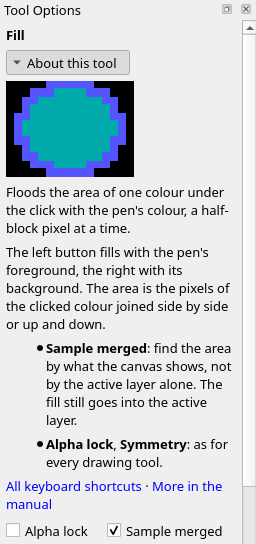 Tool Options
Fill
About this tool
Floods the area of one colour under
the click with the pen's colour, a half-
block pixel at a time.
The left button fills with the pen's
foreground, the right with its
background. The area is the pixels of
the clicked colour joined side by side
or up and down.
• Sample merged: find the area
by what the canvas shows, not
by the active layer alone. The
fill still goes into the active
layer.
• Alpha lock, Symmetry: as for
every drawing tool.
All keyboard shortcuts · More in the
manual
Alpha lock Sample merged